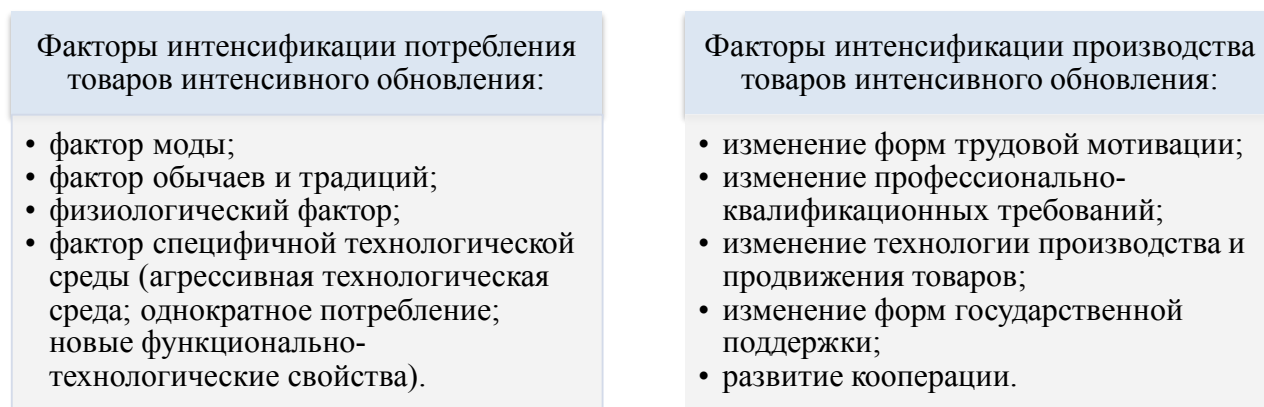 Факторы интенсификации потребления
товаров интенсивного обновления:
• фактор моды;
• фактор обычаев и традиций;
• физиологический фактор;
• фактор специфичной технологической
среды (агрессивная технологическая
среда; однократное потребление;
новые функционально-
технологические свойства).
Факторы интенсификации производства
товаров интенсивного обновления:
• изменение форм трудовой мотивации;
• изменение профессионально-
квалификационных требований;
• изменение технологии производства и
продвижения товаров;
• изменение форм государственной
поддержки;
• развитие кооперации.